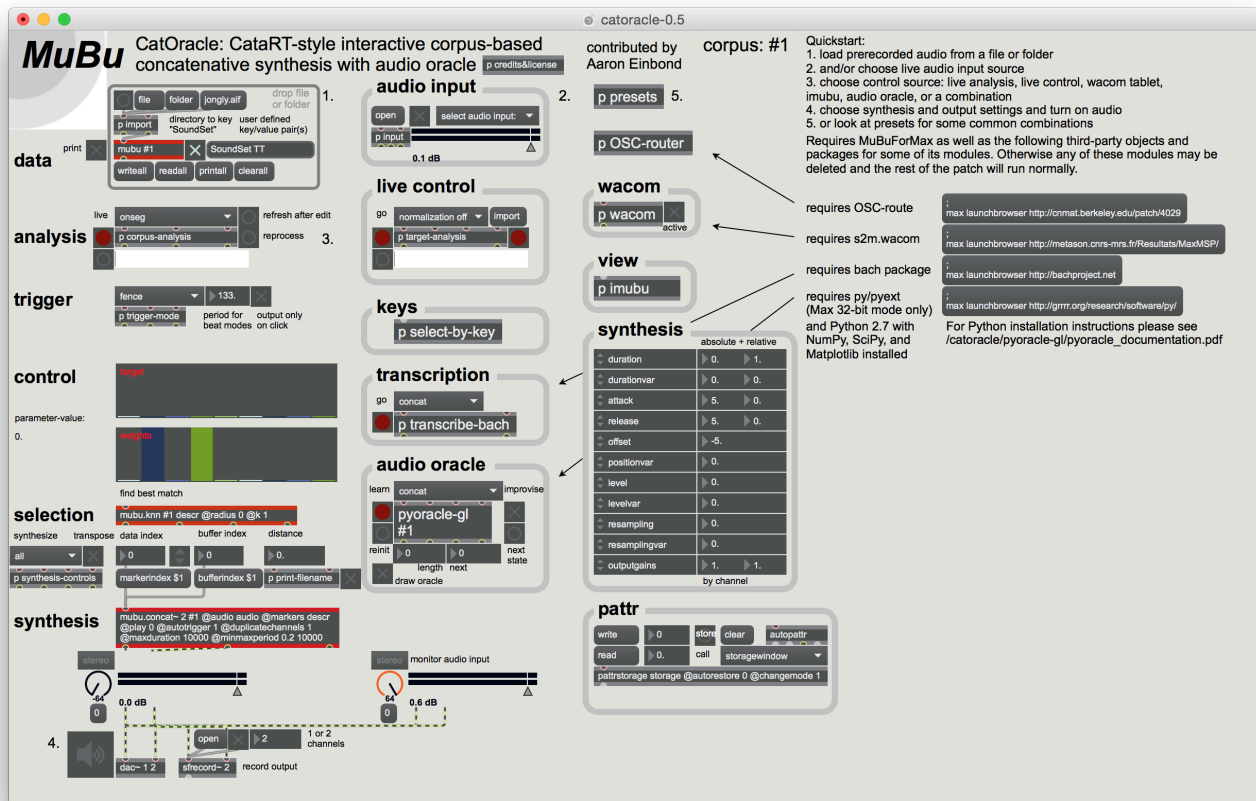 catoracle-0.5
MuBu
CatOracle: CataRT-style interactive corpus-based
concatenative synthesis with audio oracle
p credits&license
contributed by
Aaron Einbond
corpus: #1
Quickstart:
1. load prerecorded audio from a file or folder
2. and/or choose live audio input source
3. choose control source: live analysis, live control, wacom tablet,
imubu, audio oracle, or a combination
4. choose synthesis and output settings and turn on audio
5. or look at presets for some common combinations
Requires MuBuForMax as well as the following third-party objects and
packages for some of its modules. Otherwise any of these modules may be
deleted and the rest of the patch will run normally.
data
print
file
folder
jongly.aif
drop file
or folder
1.
p import
directory to key
"SoundSet"
user defined
key/value pair(s)
mubu #1
SoundSet TT
writeall
readall
printall
clearall
audio input
2.
open
select audio input:
p input
0.1 dB
p presets
5.
p OSC-router
analysis
live
onseg
refresh after edit
p corpus-analysis
reprocess
3.
live control
go
normalization off
import
p target-analysis
wacom
p wacom
active
requires OSC-route
;
max launchbrowser http://cnmat.berkeley.edu/patch/4029
requires s2m.wacom
;
max launchbrowser http://metason.cnrs-mrs.fr/Resultats/MaxMSP/
requires bach package
;
max launchbrowser http://bachproject.net
requires py/pyext
(Max 32-bit mode only)
;
max launchbrowser http://grrrr.org/research/software/py/
and Python 2.7 with
NumPy, SciPy, and
Matplotlib installed
For Python installation instructions please see
/catoracle/pyoracle-gl/pyoracle_documentation.pdf
view
p imubu
trigger
fence
133.
p trigger-mode
period for
beat modes
output only
on click
keys
p select-by-key
synthesis
absolute + relative
duration
0.
1.
durationvar
0.
0.
attack
5.
0.
release
5.
0.
offset
-5.
positionvar
0.
level
0.
levelvar
0.
resampling
0.
resamplingvar
0.
outputgains
1.
1.
by channel
control
target
parameter-value:
0.
weights
transcription
go
concat
p transcribe-bach
audio oracle
learn
concat
improvise
pyoracle-gl
#1
reinit
0
0
next
state
length
next
draw oracle
find best match
selection
mubu.knn #1 descr @radius 0 @k 1
synthesize
transpose
data index
buffer index
distance
all
0
0
0.
p synthesis-controls
markerindex $1
bufferindex $1
p print-filename
synthesis
mubu.concat~ 2 #1 @audio audio @markers descr
@play 0 @autotrigger 1 @duplicatechannels 1
@maxduration 10000 @minmaxperiod 0.2 10000
pattr
write
0
store
clear
autopattr
read
0.
call
storagewindow
pattrstorage storage @autorestore 0 @changemode 1
stereo
stereo
monitor audio input
-64
0.0 dB
0
64
0.6 dB
0
4.
open
2
1 or 2
channels
dac~ 1 2
sfrecord~ 2
record output